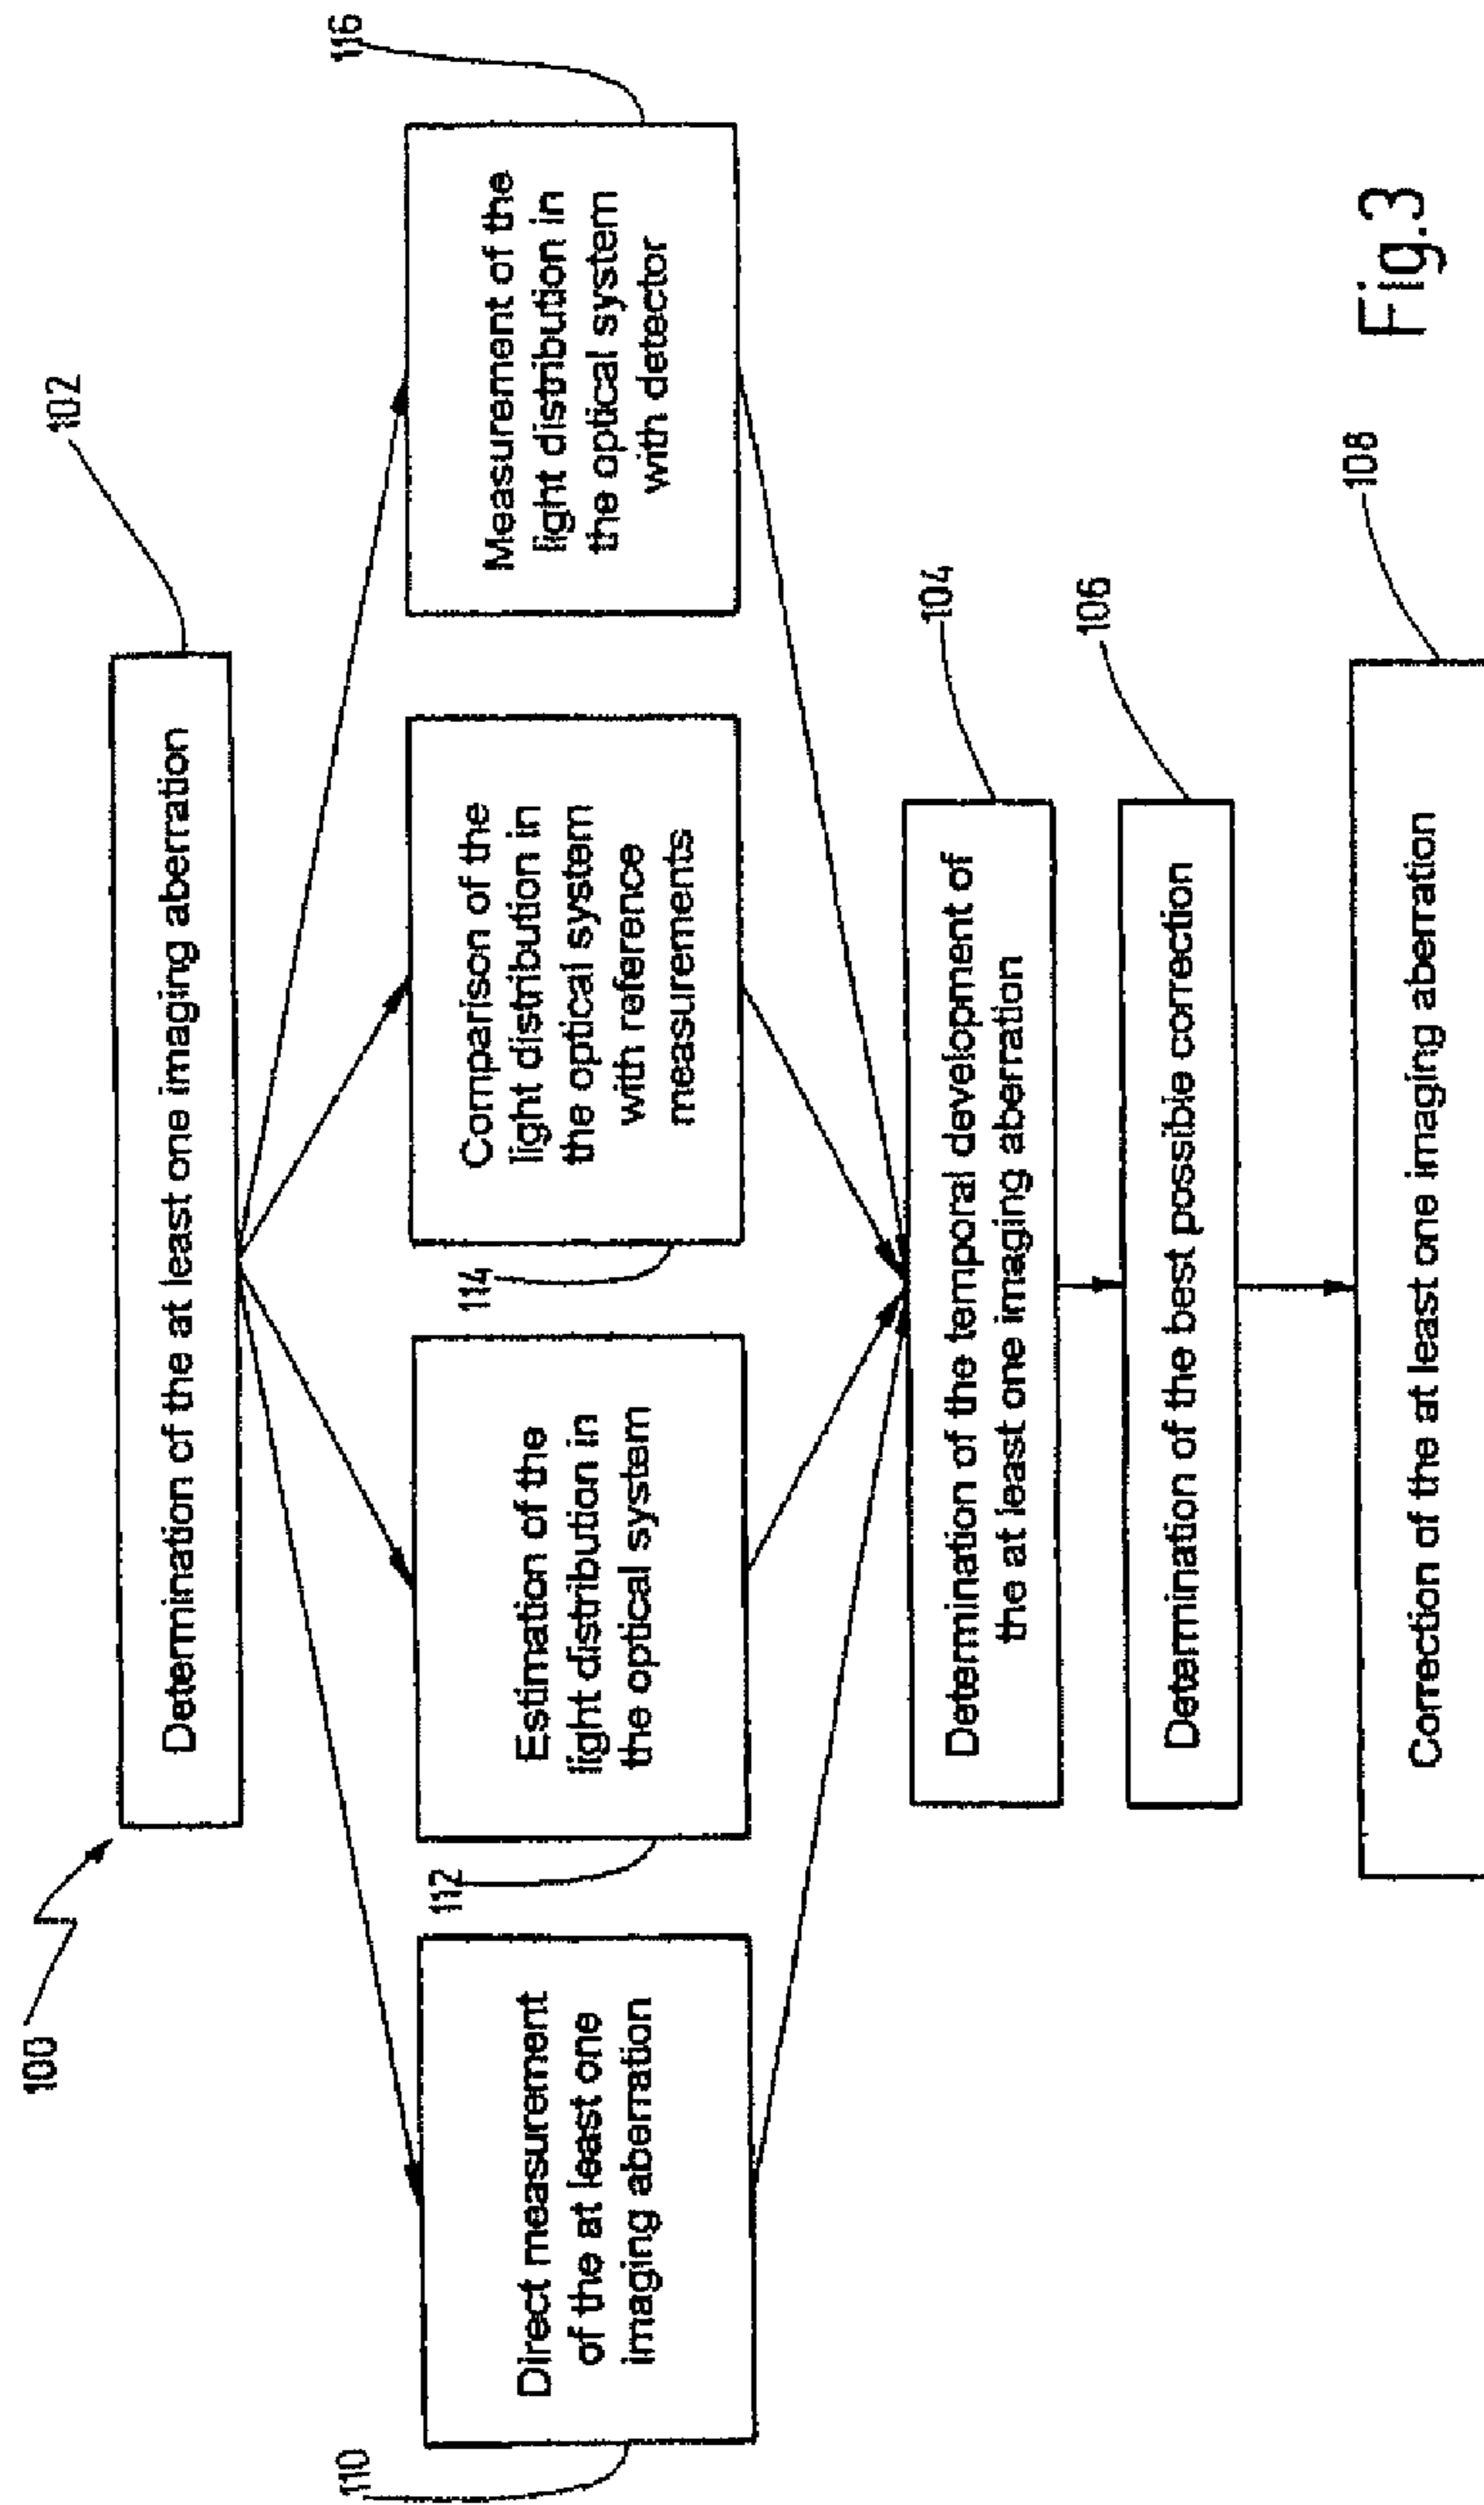 100
102
Determination of the at least one imaging aberration
110
Direct measurement
of the at least one
imaging aberration
112
Estimation of the
light distribution in
the optical system
114
Comparison of the
light distribution in
the optical system
with reference
measurements
116
Measurement of the
light distribution in
the optical system
with detector
104
Determination of the temporal development of
the at least one imaging aberration
106
Determination of the best possible correction
108
Correction of the at least one imaging aberration
Fig.3